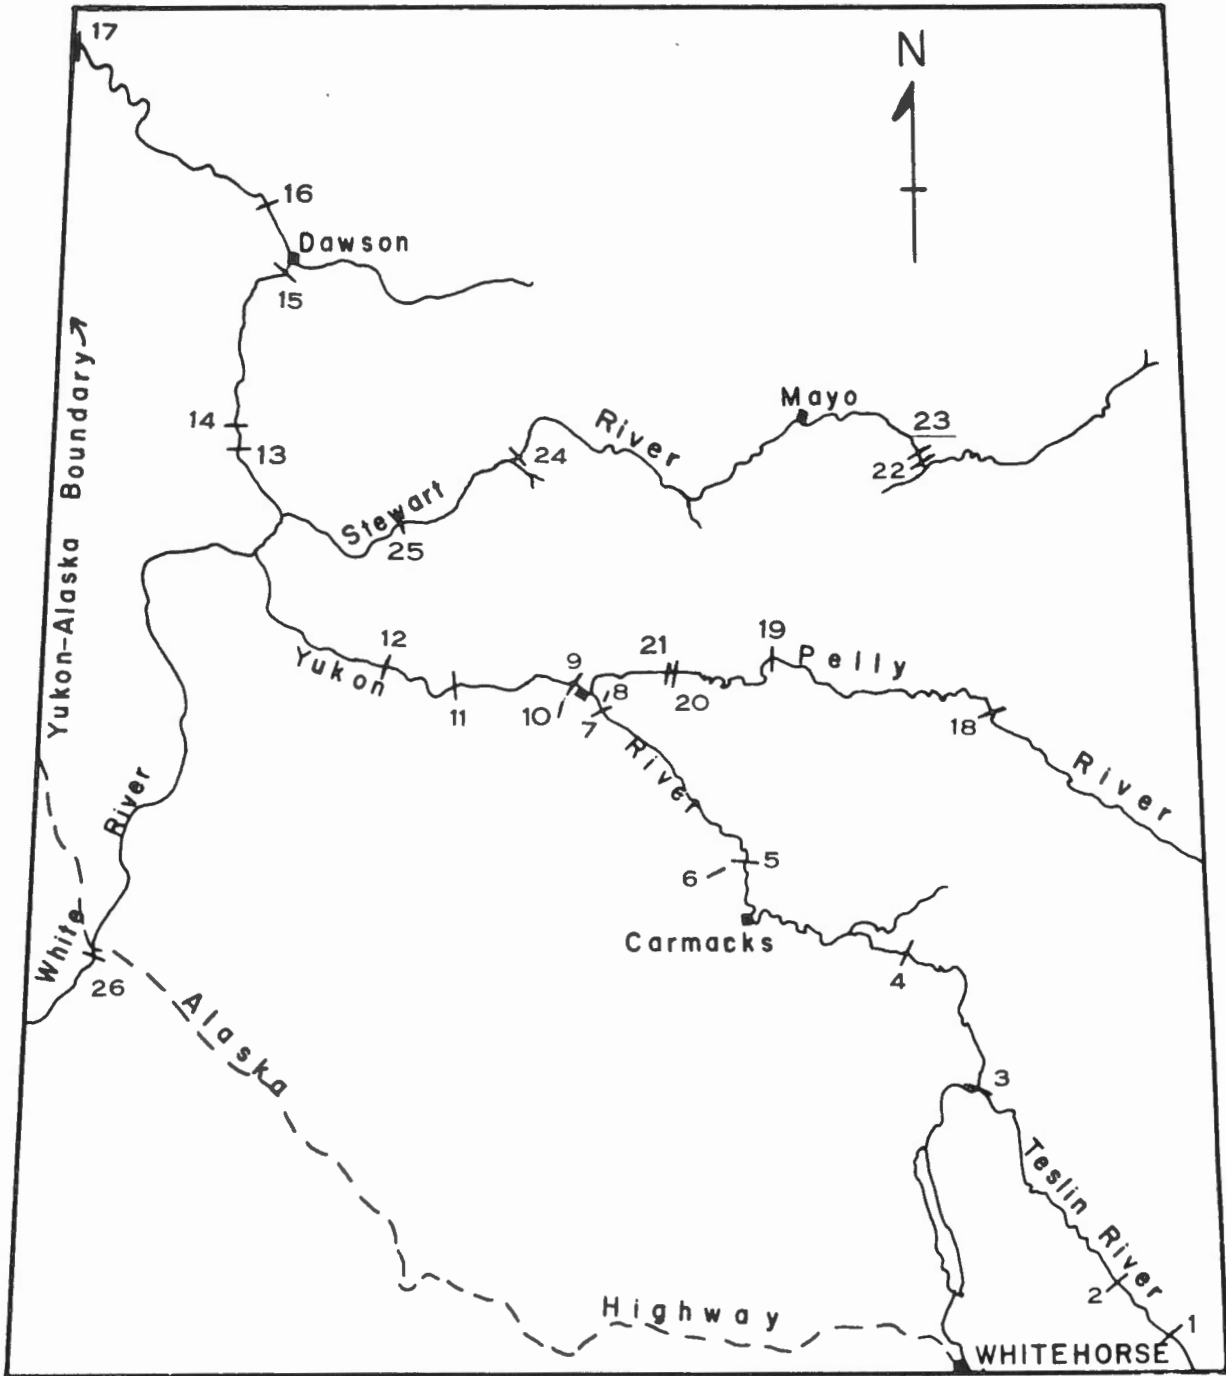 17
N
16
Dawson
15
Yukon-Alaska Boundary
Mayo
14
River
23
13
24
22
Stewart
25
19
12
21
Pelly
Yukon
9
8
20
10
7
11
18
River
River
River
5
6
Carmacks
White
4
26
Alaska
3
Teslin River
2
Highway
1
WHITEHORSE